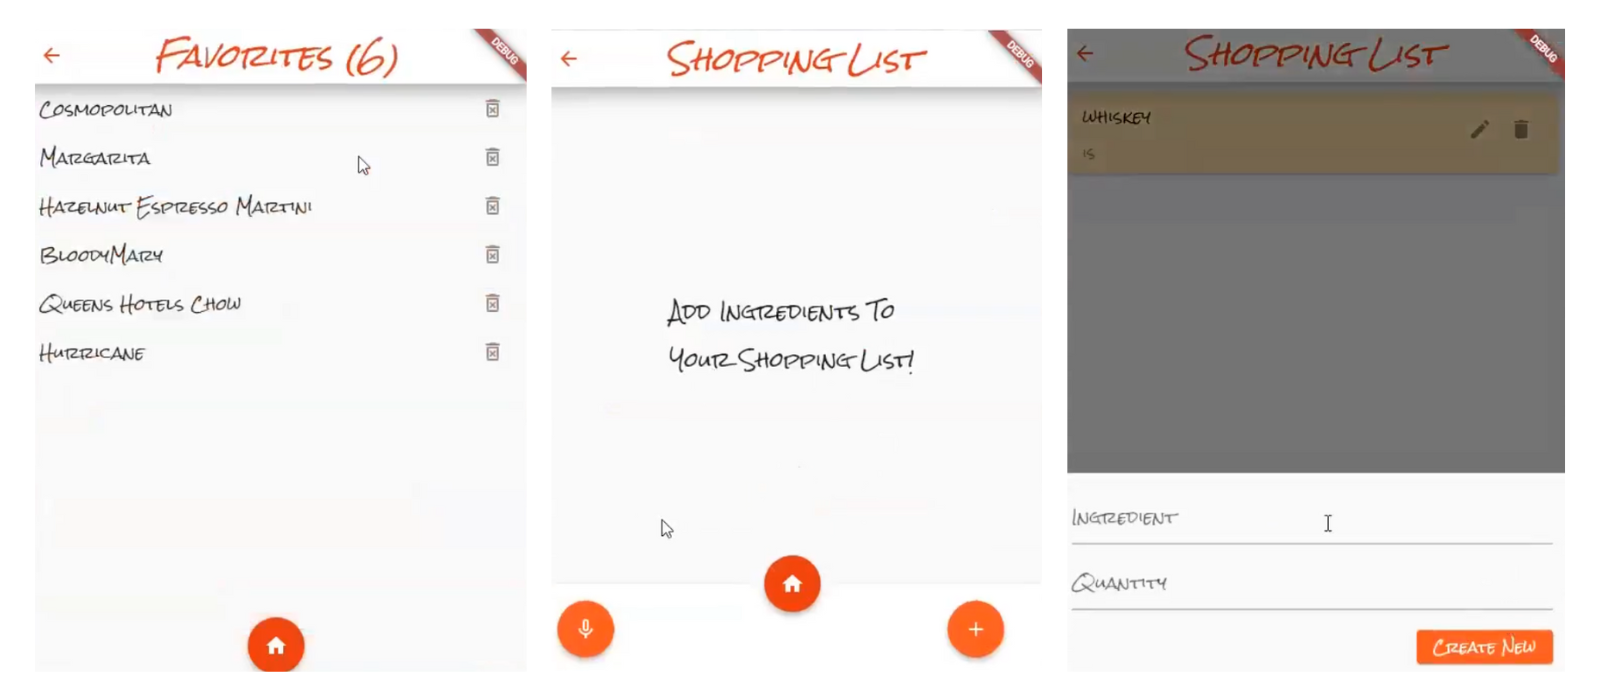 Favorites (6)
DEBUG
Cosmopolitan
Margarita
Hazelnut Espresso Martini
BloodyMary
Queens Hotels Chow
Hurricane
Shopping List
DEBUG
Add Ingredients To
Your Shopping List!
Shopping List
DEBUG
whiskey
is
Ingredient
Quantity
Create New